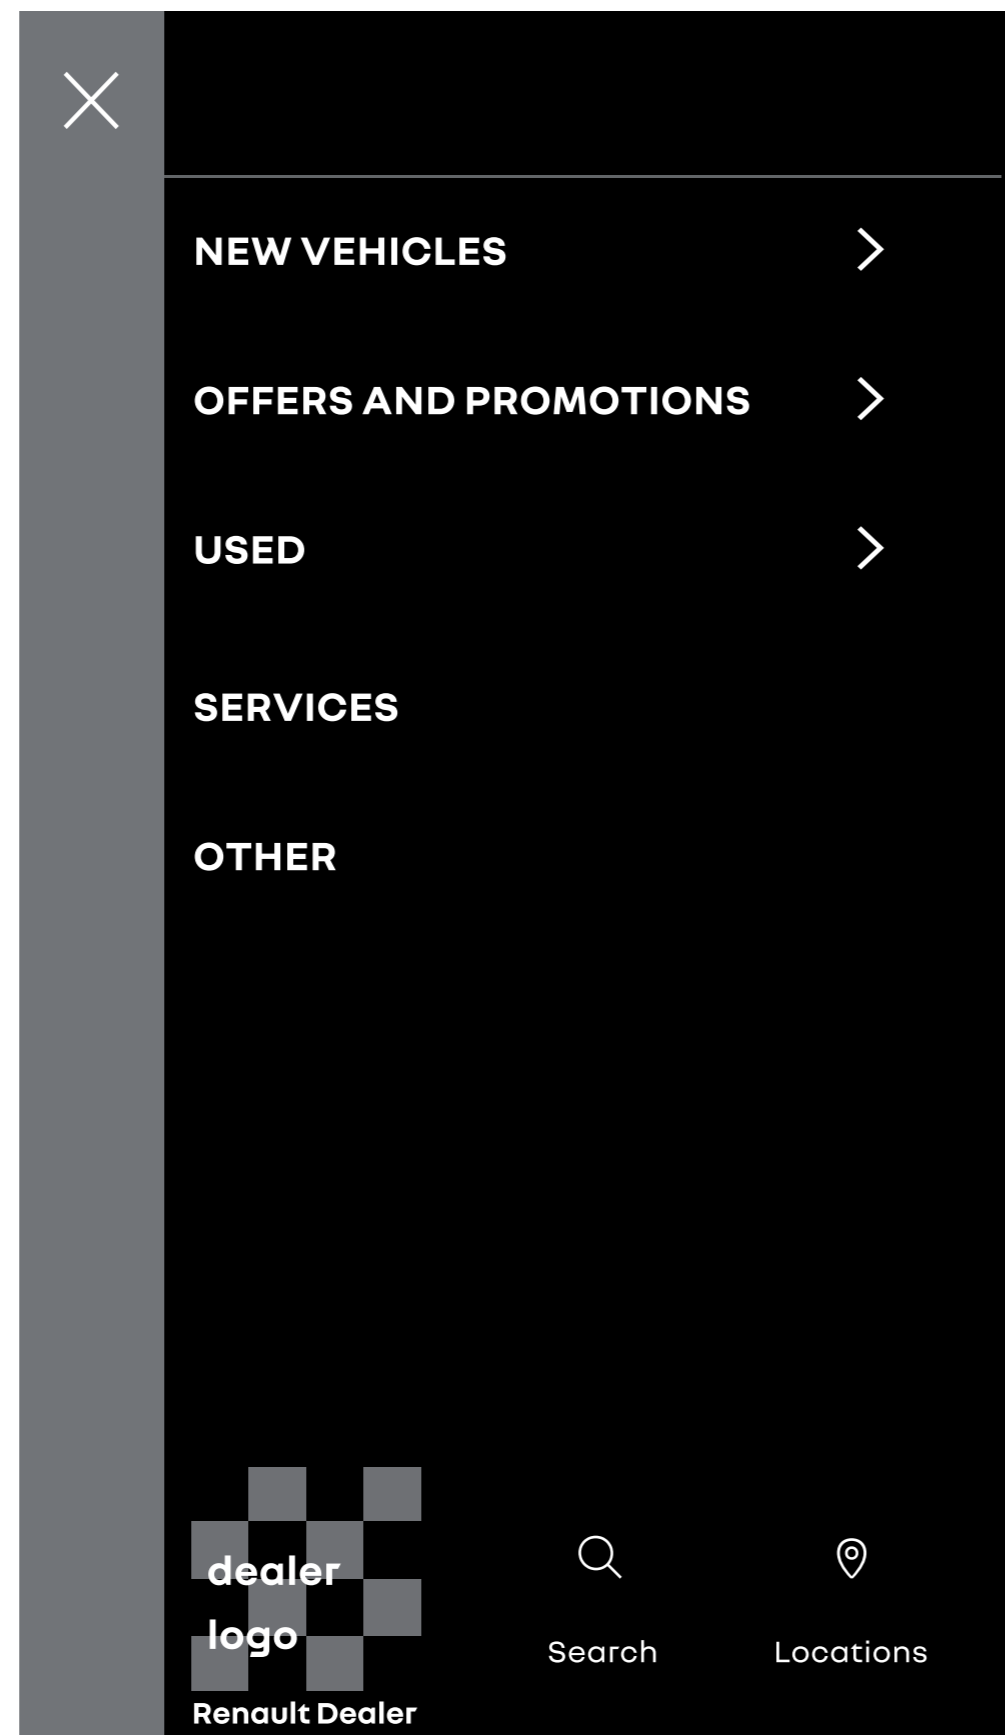 NEW VEHICLES
OFFERS AND PROMOTIONS
USED
SERVICES
OTHER
dealer
logo
Renault Dealer
Search
Locations